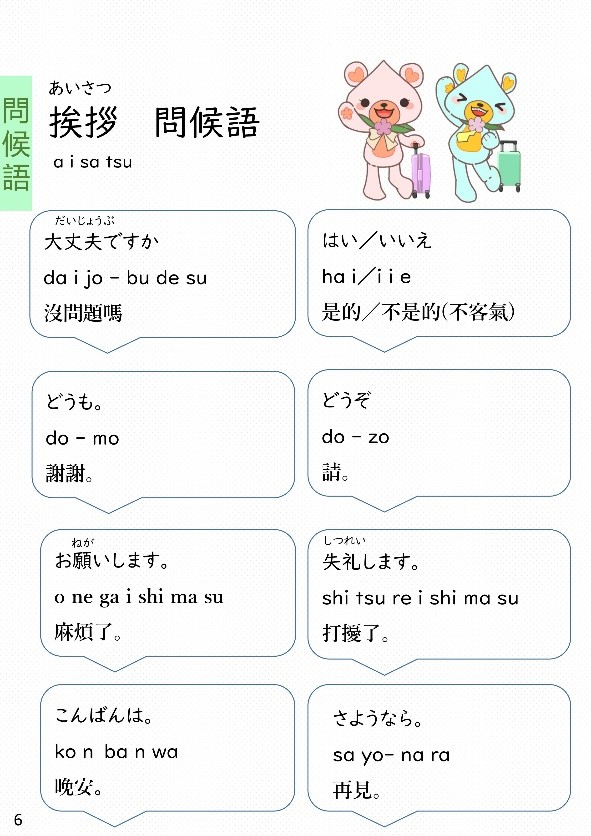 問候語
あいさつ
挨拶　問候語
a i sa tsu
だいじょうぶ
大丈夫ですか
da i jo – bu de su
沒問題嗎
はい／いいえ
ha i／i i e
是的／不是的(不客氣)
どうも。
do – mo
謝謝。
どうぞ
do – zo
請。
ねが
お願いします。
o ne ga i shi ma su
麻煩了。
しつれい
失礼します。
shi tsu re i shi ma su
打擾了。
こんばんは。
ko n ba n wa
晚安。
さようなら。
sa yo– na ra
再見。
6